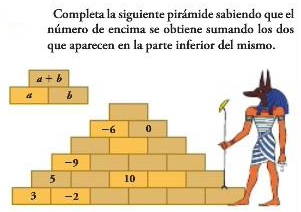 Completa la siguiente pirámide sabiendo que el
número de encima se obtiene sumando los dos
que aparecen en la parte inferior del mismo.
a + b
a b
−6 0
−9
5 10
3 −2